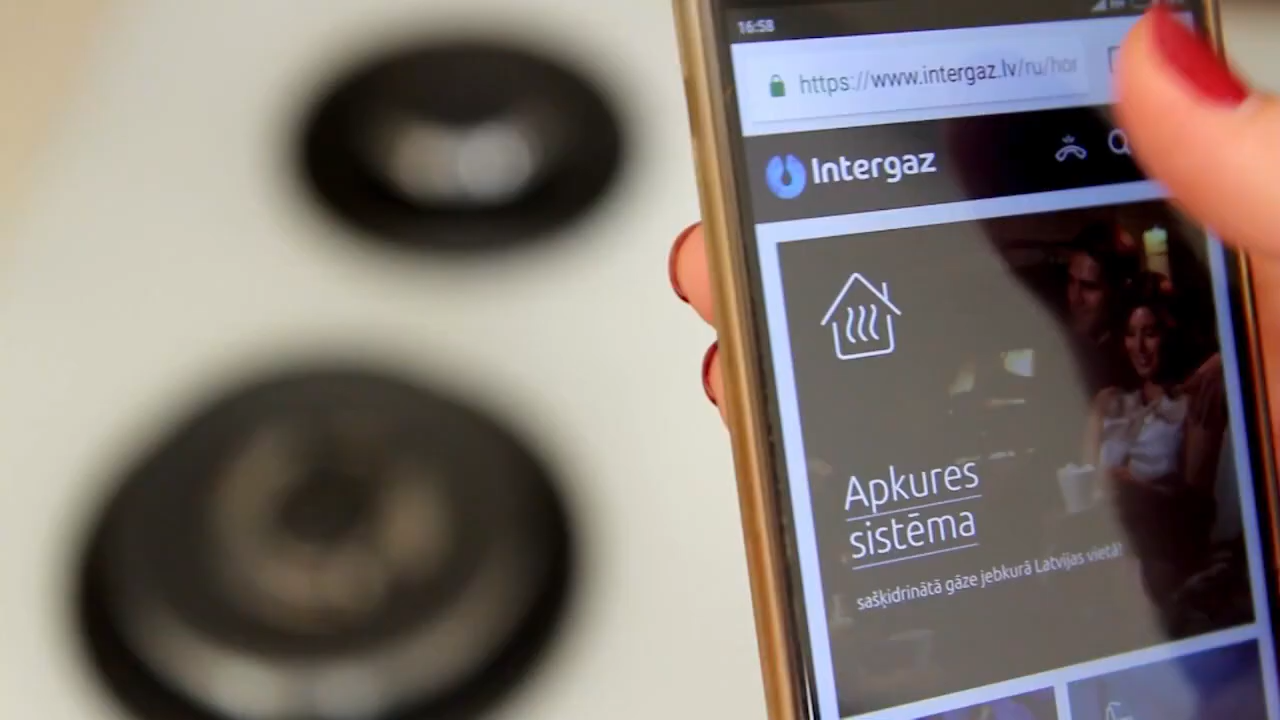 16:58
https://www.intergaz.lv/ru/hor
Intergaz
Apkures
sistēma
sašķidrinātā gāze jebkurā Latvijas vietā!